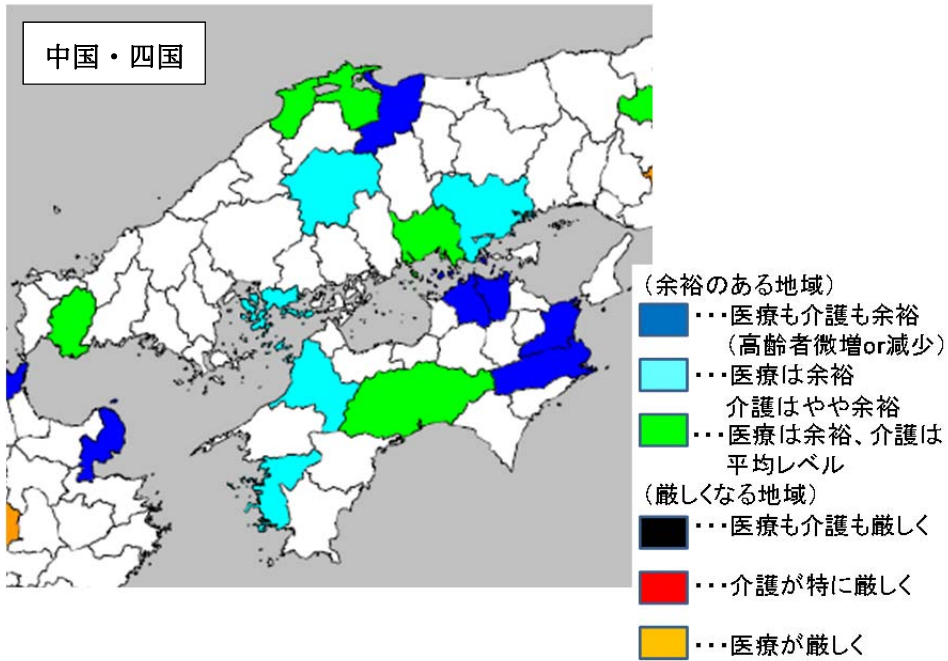 中国・四国
(余裕のある地域)
・・・医療も介護も余裕
(高齢者微増or減少)
・・・医療は余裕
介護はやや余裕
・・・医療は余裕、介護は
平均レベル
(厳しくなる地域)
・・・医療も介護も厳しく
・・・介護が特に厳しく
・・・医療が厳しく